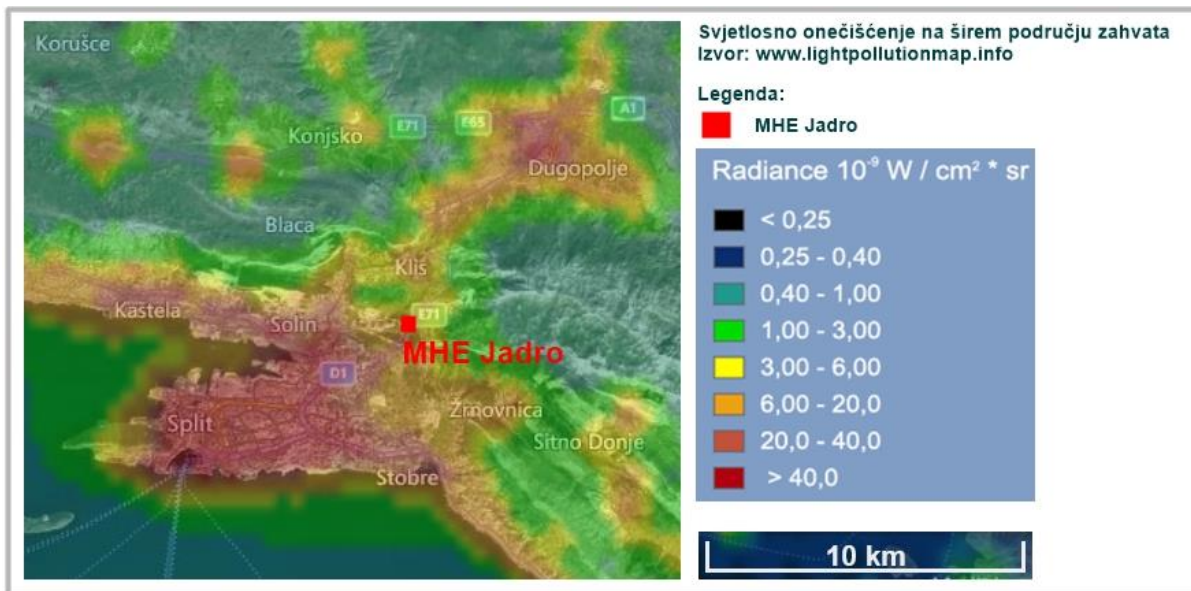 Svjetlosno onečišćenje na širem području zahvata
Izvor: www.lightpollutionmap.info
Legenda:
MHE Jadro
Radiance 10⁻⁹ W / cm² * sr
< 0,25
0,25 - 0,40
0,40 - 1,00
1,00 - 3,00
3,00 - 6,00
6,00 - 20,0
20,0 - 40,0
> 40,0
10 km
Korušce
Konjsko
E71
E65
A1
Dugopolje
Blaca
Klis
Kaštela
Solin
E71
MHE Jadro
D1
Split
Žrnovnica
Sitno Donje
Stobre